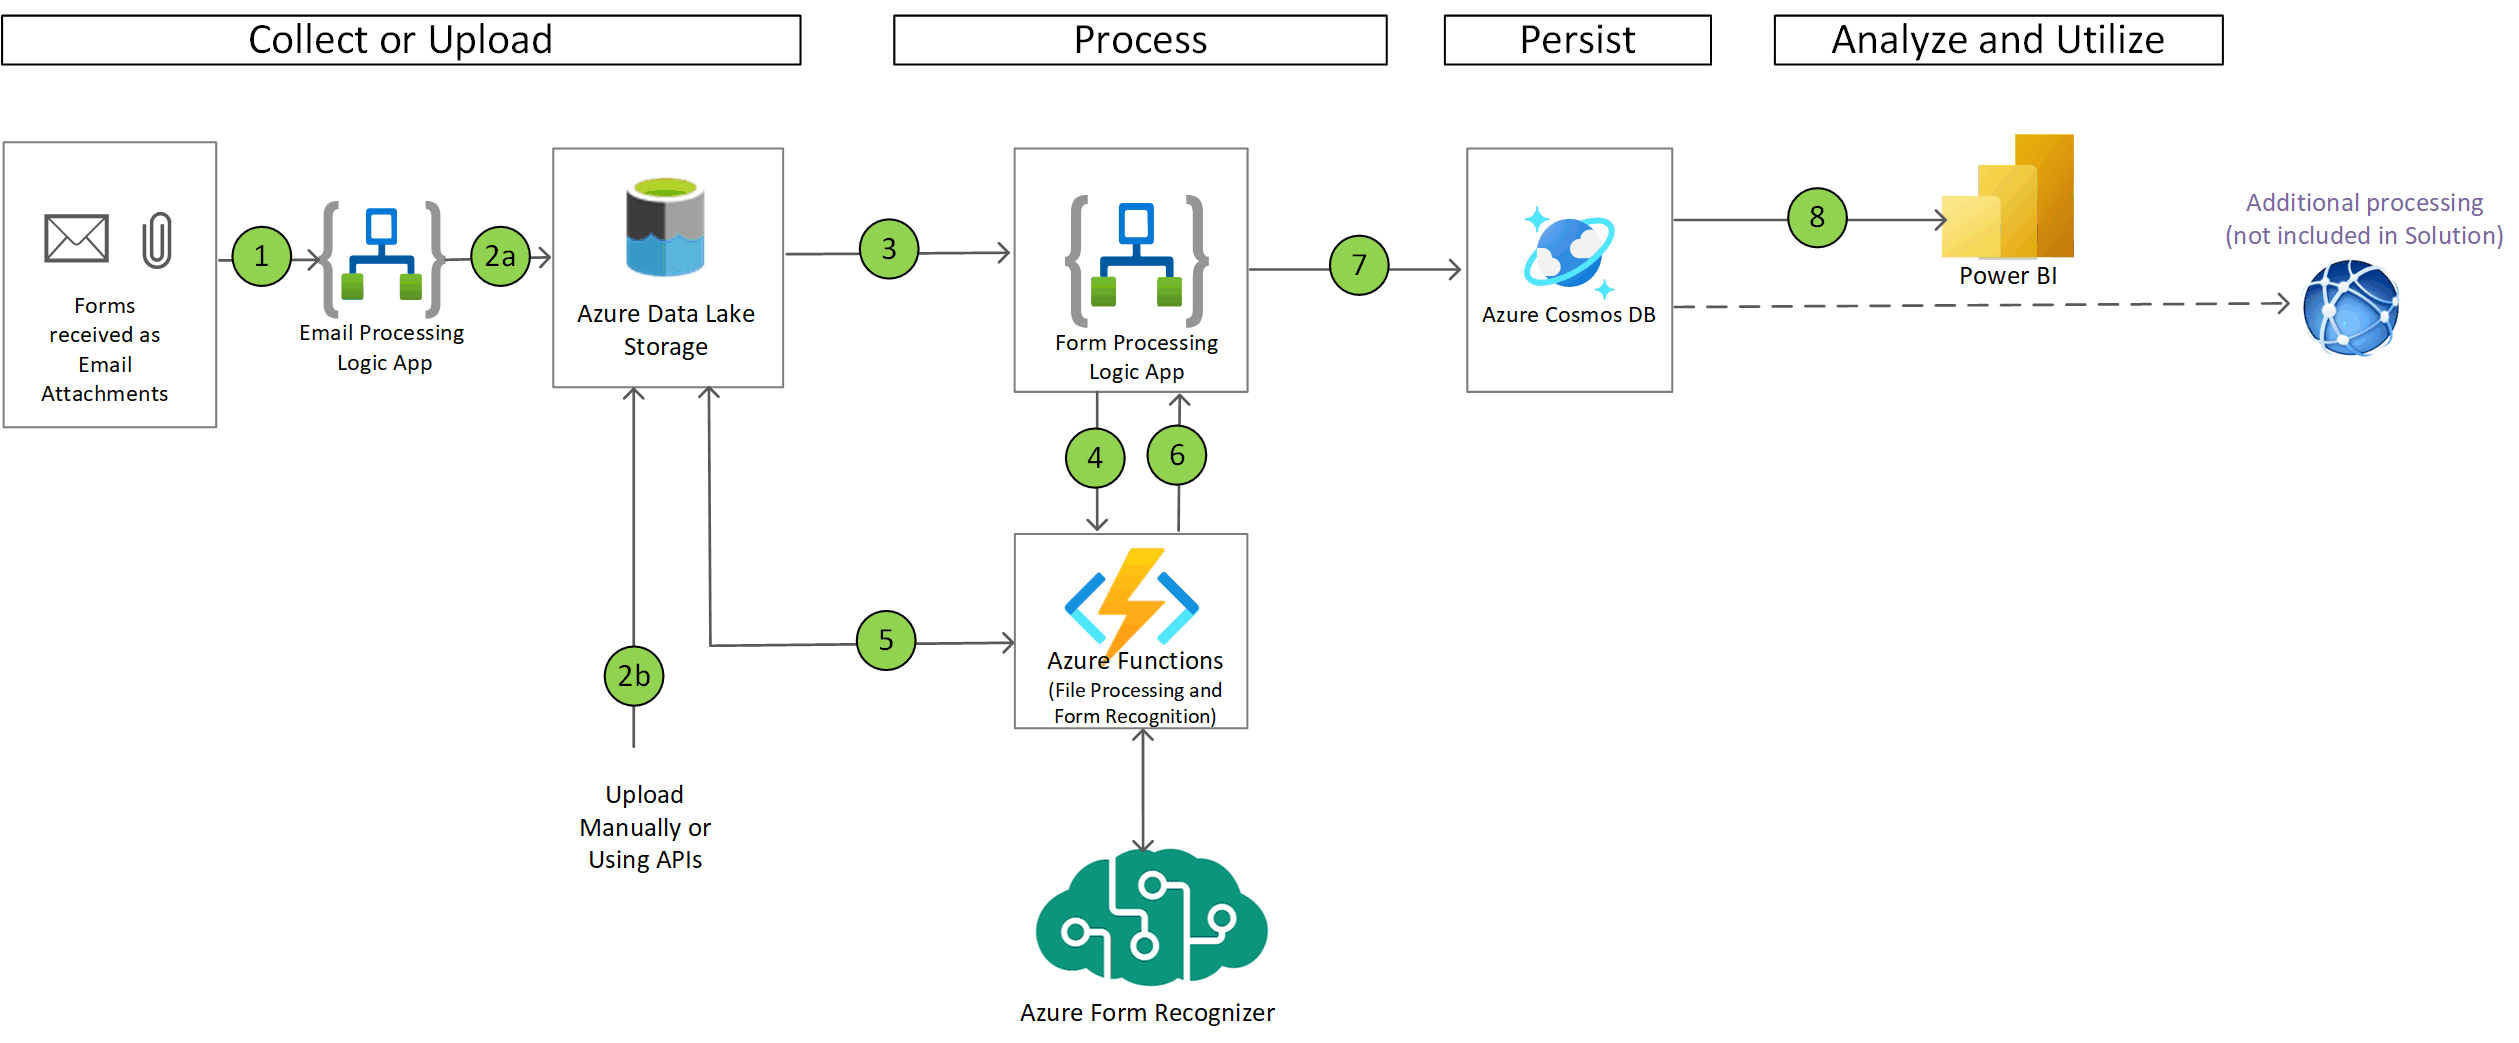 Collect or Upload
Process
Persist
Analyze and Utilize
Forms
received as
Email
Attachments
1
Email Processing
Logic App
2a
Azure Data Lake
Storage
3
Form Processing
Logic App
7
Azure Cosmos DB
8
Power BI
Additional processing
(not included in Solution)
4
6
5
2b
Azure Functions
(File Processing and
Form Recognition)
Upload
Manually or
Using APIs
Azure Form Recognizer